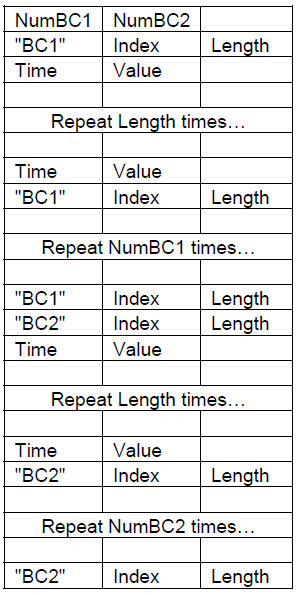 NumBC1 NumBC2
"BC1" Index Length
Time Value
Repeat Length times…
Time Value
"BC1" Index Length
Repeat NumBC1 times…
"BC1" Index Length
"BC2" Index Length
Time Value
Repeat Length times…
Time Value
"BC2" Index Length
Repeat NumBC2 times…
"BC2" Index Length